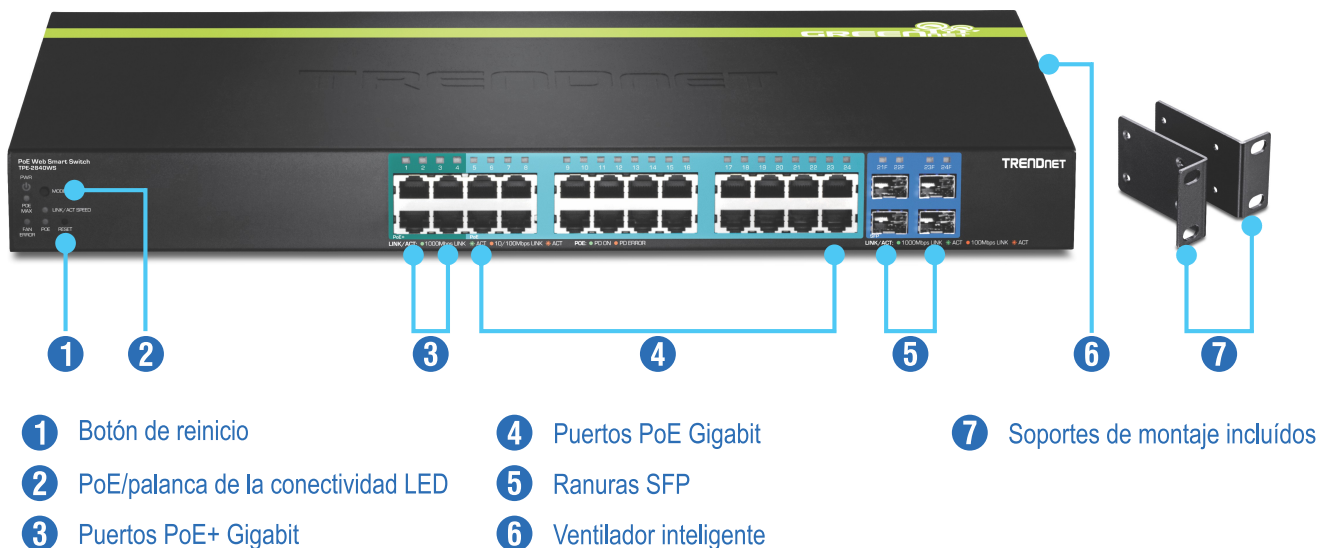 GREENnet
TRENDNET
PoE Web Smart Switch
TPE-2840WS
PWR
MODE
POE MAX
LINK/ACT SPEED
FAN ERROR
POE
RESET
1 2 3 4 5 6 7 8
9 10 11 12 13 14 15 16
17 18 19 20 21 22 23 24
21F 22F 23F 24F
TRENDNET
PoE+
PoE
SFP
LINK/ACT: 1000Mbps LINK ACT 10/100Mbps LINK ACT POE: PD ON PD ERROR
LINK/ACT: 1000Mbps LINK ACT 100Mbps LINK ACT
1
2
3
4
5
6
7
1 Botón de reinicio
2 PoE/palanca de la conectividad LED
3 Puertos PoE+ Gigabit
4 Puertos PoE Gigabit
5 Ranuras SFP
6 Ventilador inteligente
7 Soportes de montaje incluídos